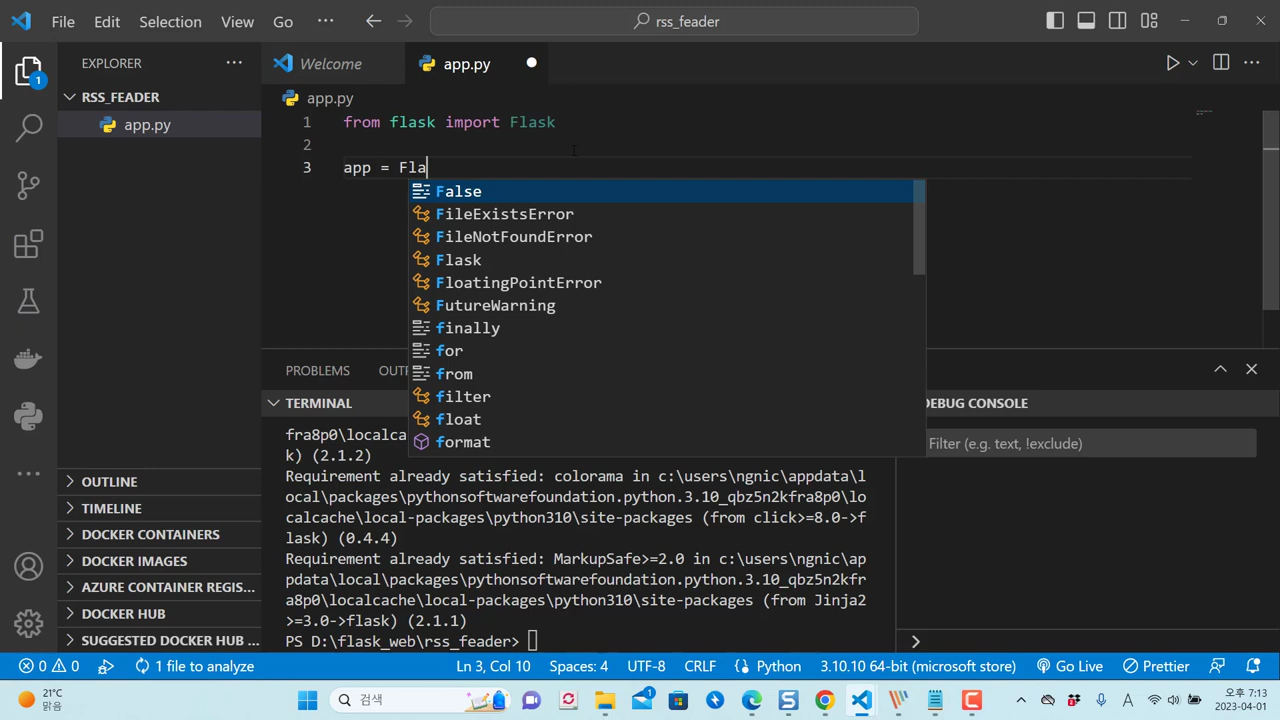 File Edit Selection View Go ··· rss_feader
EXPLORER ···
1
RSS_FEADER
app.py
Welcome
app.py
app.py
1 from flask import Flask
2
3 app = Fla
False
FileExistsError
FileNotFoundError
Flask
FloatingPointError
FutureWarning
finally
for
from
filter
float
format
PROBLEMS OUT
TERMINAL
fra8p0\localcac
k) (2.1.2)
Requirement already satisfied: colorama in c:\users\ngnic\appdata\l
ocal\packages\pythonsoftwarefoundation.python.3.10_qbz5n2kfra8p0\lo
calcache\local-packages\python310\site-packages (from click>=8.0->f
lask) (0.4.4)
Requirement already satisfied: MarkupSafe>=2.0 in c:\users\ngnic\ap
pdata\local\packages\pythonsoftwarefoundation.python.3.10_qbz5n2kfr
a8p0\localcache\local-packages\python310\site-packages (from Jinja2
>=3.0->flask) (2.1.1)
PS D:\flask_web\rss_feader>
DEBUG CONSOLE
Filter (e.g. text, !exclude)
OUTLINE
TIMELINE
DOCKER CONTAINERS
DOCKER IMAGES
AZURE CONTAINER REGIS...
DOCKER HUB
SUGGESTED DOCKER HUB ...
0 0 1 file to analyze Ln 3, Col 10 Spaces: 4 UTF-8 CRLF Python 3.10.10 64-bit (microsoft store) Go Live Prettier
21°C
맑음
검색
1
A
오후 7:13
2023-04-01